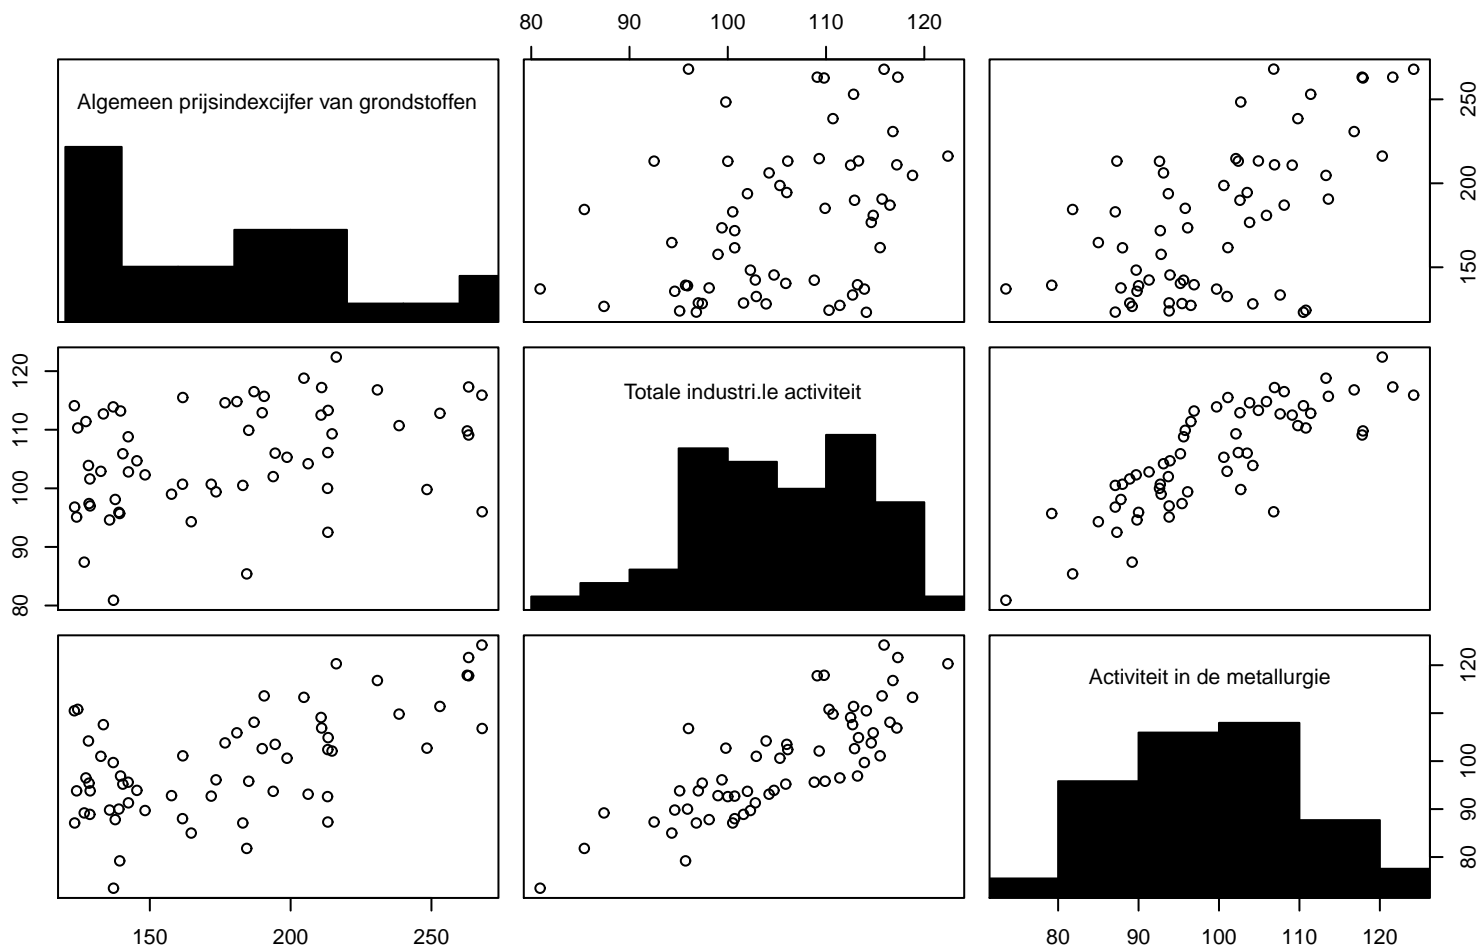 80 90 100 110 120
Algemeen prijsindexcijfer van grondstoffen
150 200 250
80 90 100 110 120
Totale industri.le activiteit
Activiteit in de metallurgie
80 90 100 120
150 200 250
80 90 100 110 120